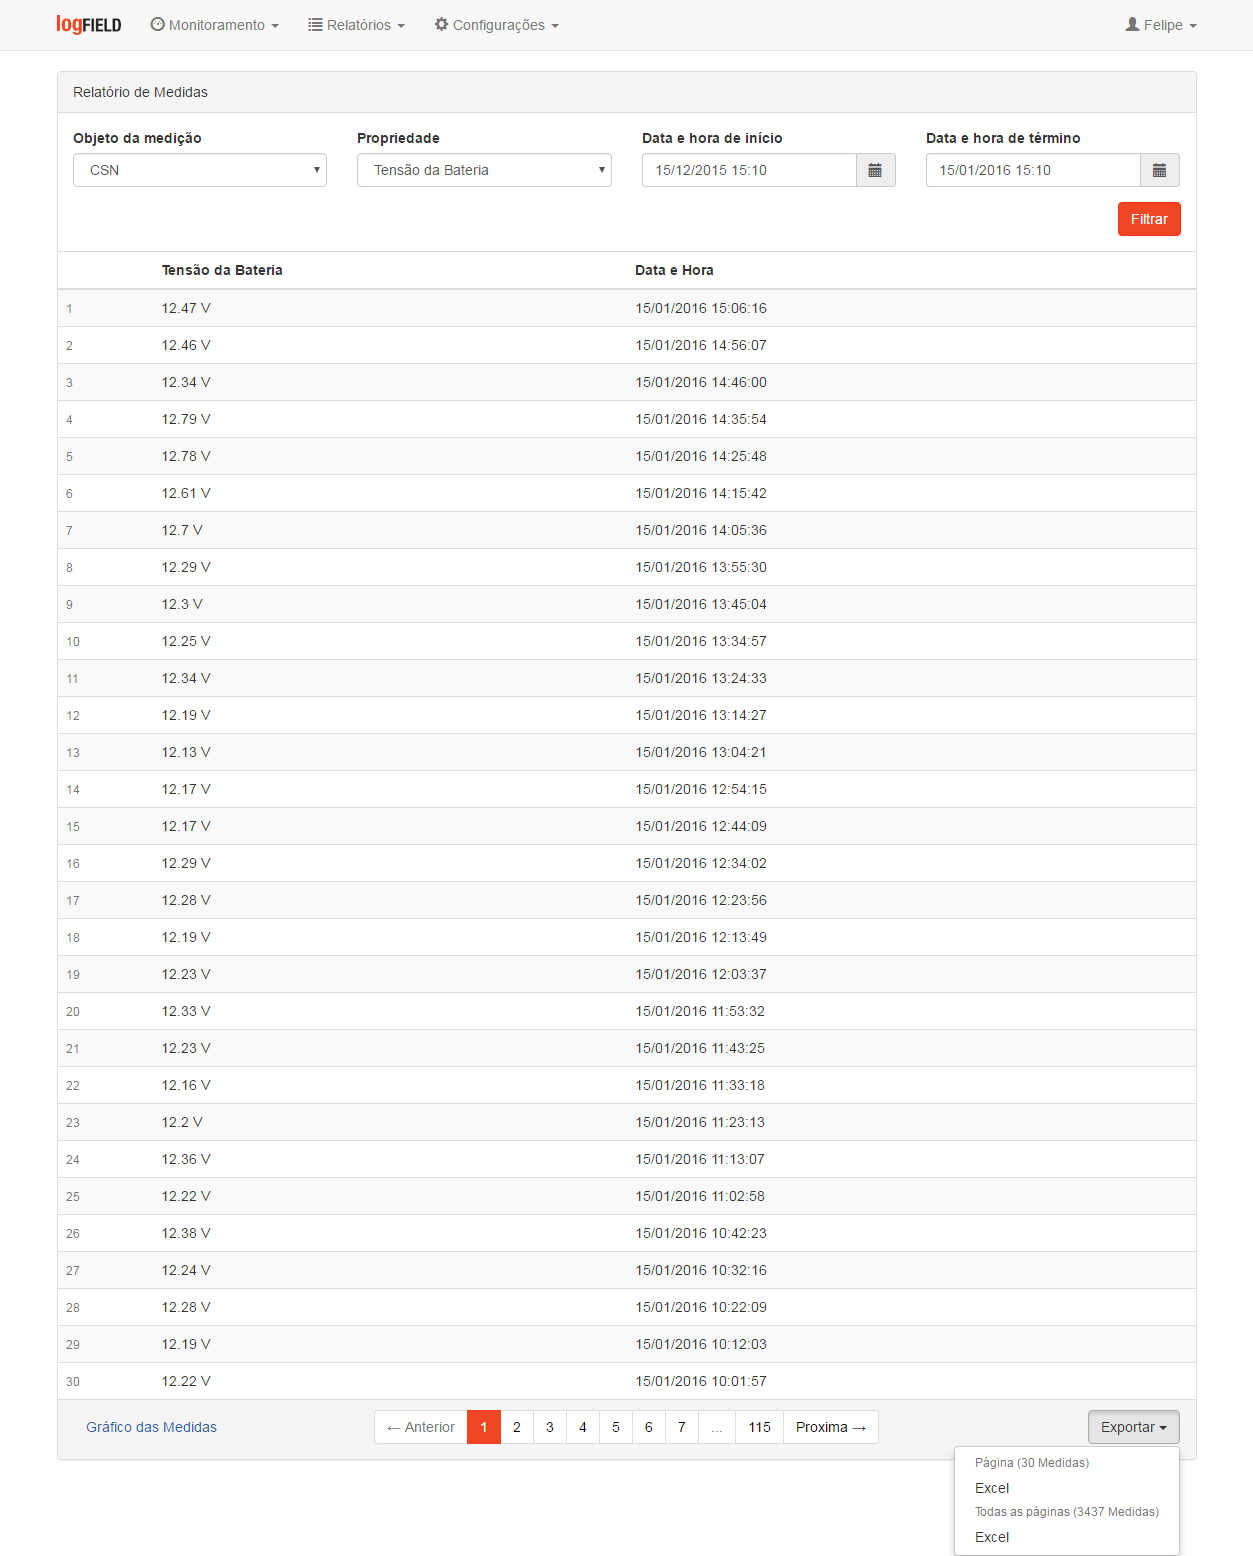 logFIELD Monitoramento Relatórios Configurações Felipe
Relatório de Medidas
Objeto da medição Propriedade Data e hora de início Data e hora de término
CSN Tensão da Bateria 15/12/2015 15:10 15/01/2016 15:10
Filtrar
Tensão da Bateria Data e Hora
1 12.47 V 15/01/2016 15:06:16
2 12.46 V 15/01/2016 14:56:07
3 12.34 V 15/01/2016 14:46:00
4 12.79 V 15/01/2016 14:35:54
5 12.78 V 15/01/2016 14:25:48
6 12.61 V 15/01/2016 14:15:42
7 12.7 V 15/01/2016 14:05:36
8 12.29 V 15/01/2016 13:55:30
9 12.3 V 15/01/2016 13:45:04
10 12.25 V 15/01/2016 13:34:57
11 12.34 V 15/01/2016 13:24:33
12 12.19 V 15/01/2016 13:14:27
13 12.13 V 15/01/2016 13:04:21
14 12.17 V 15/01/2016 12:54:15
15 12.17 V 15/01/2016 12:44:09
16 12.29 V 15/01/2016 12:34:02
17 12.28 V 15/01/2016 12:23:56
18 12.19 V 15/01/2016 12:13:49
19 12.23 V 15/01/2016 12:03:37
20 12.33 V 15/01/2016 11:53:32
21 12.23 V 15/01/2016 11:43:25
22 12.16 V 15/01/2016 11:33:18
23 12.2 V 15/01/2016 11:23:13
24 12.36 V 15/01/2016 11:13:07
25 12.22 V 15/01/2016 11:02:58
26 12.38 V 15/01/2016 10:42:23
27 12.24 V 15/01/2016 10:32:16
28 12.28 V 15/01/2016 10:22:09
29 12.19 V 15/01/2016 10:12:03
30 12.22 V 15/01/2016 10:01:57
Gráfico das Medidas ← Anterior 1 2 3 4 5 6 7 ... 115 Proxima → Exportar
Página (30 Medidas)
Excel
Todas as páginas (3437 Medidas)
Excel